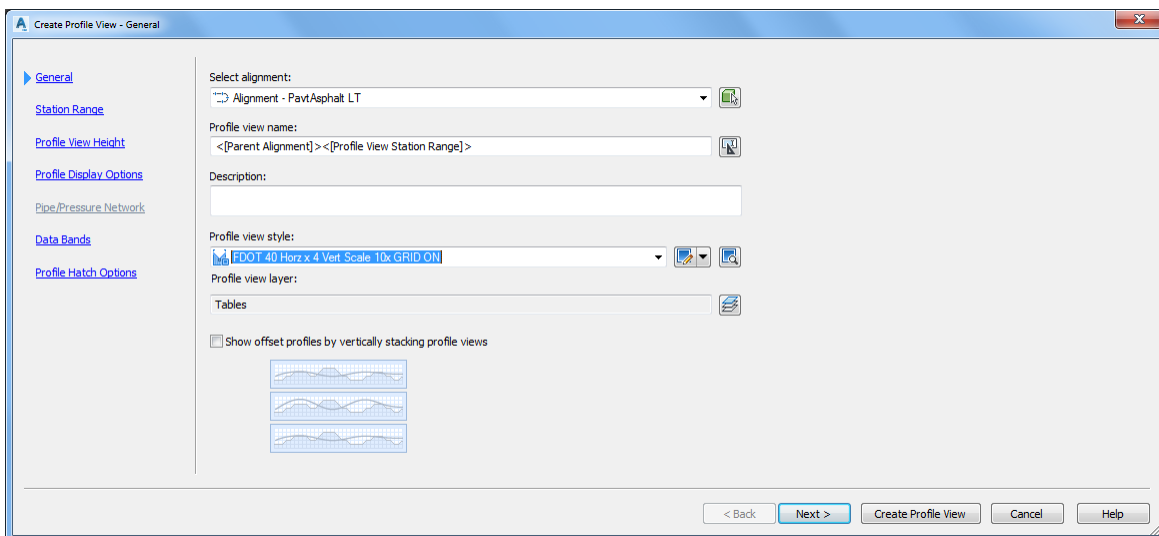 Create Profile View - General
General
Station Range
Profile View Height
Profile Display Options
Pipe/Pressure Network
Data Bands
Profile Hatch Options
Select alignment:
Alignment - PavtAsphalt LT
Profile view name:
<[Parent Alignment]><[Profile View Station Range]>
Description:
Profile view style:
FDOT 40 Horz x 4 Vert Scale 10x GRID ON
Profile view layer:
Tables
Show offset profiles by vertically stacking profile views
< Back Next > Create Profile View Cancel Help